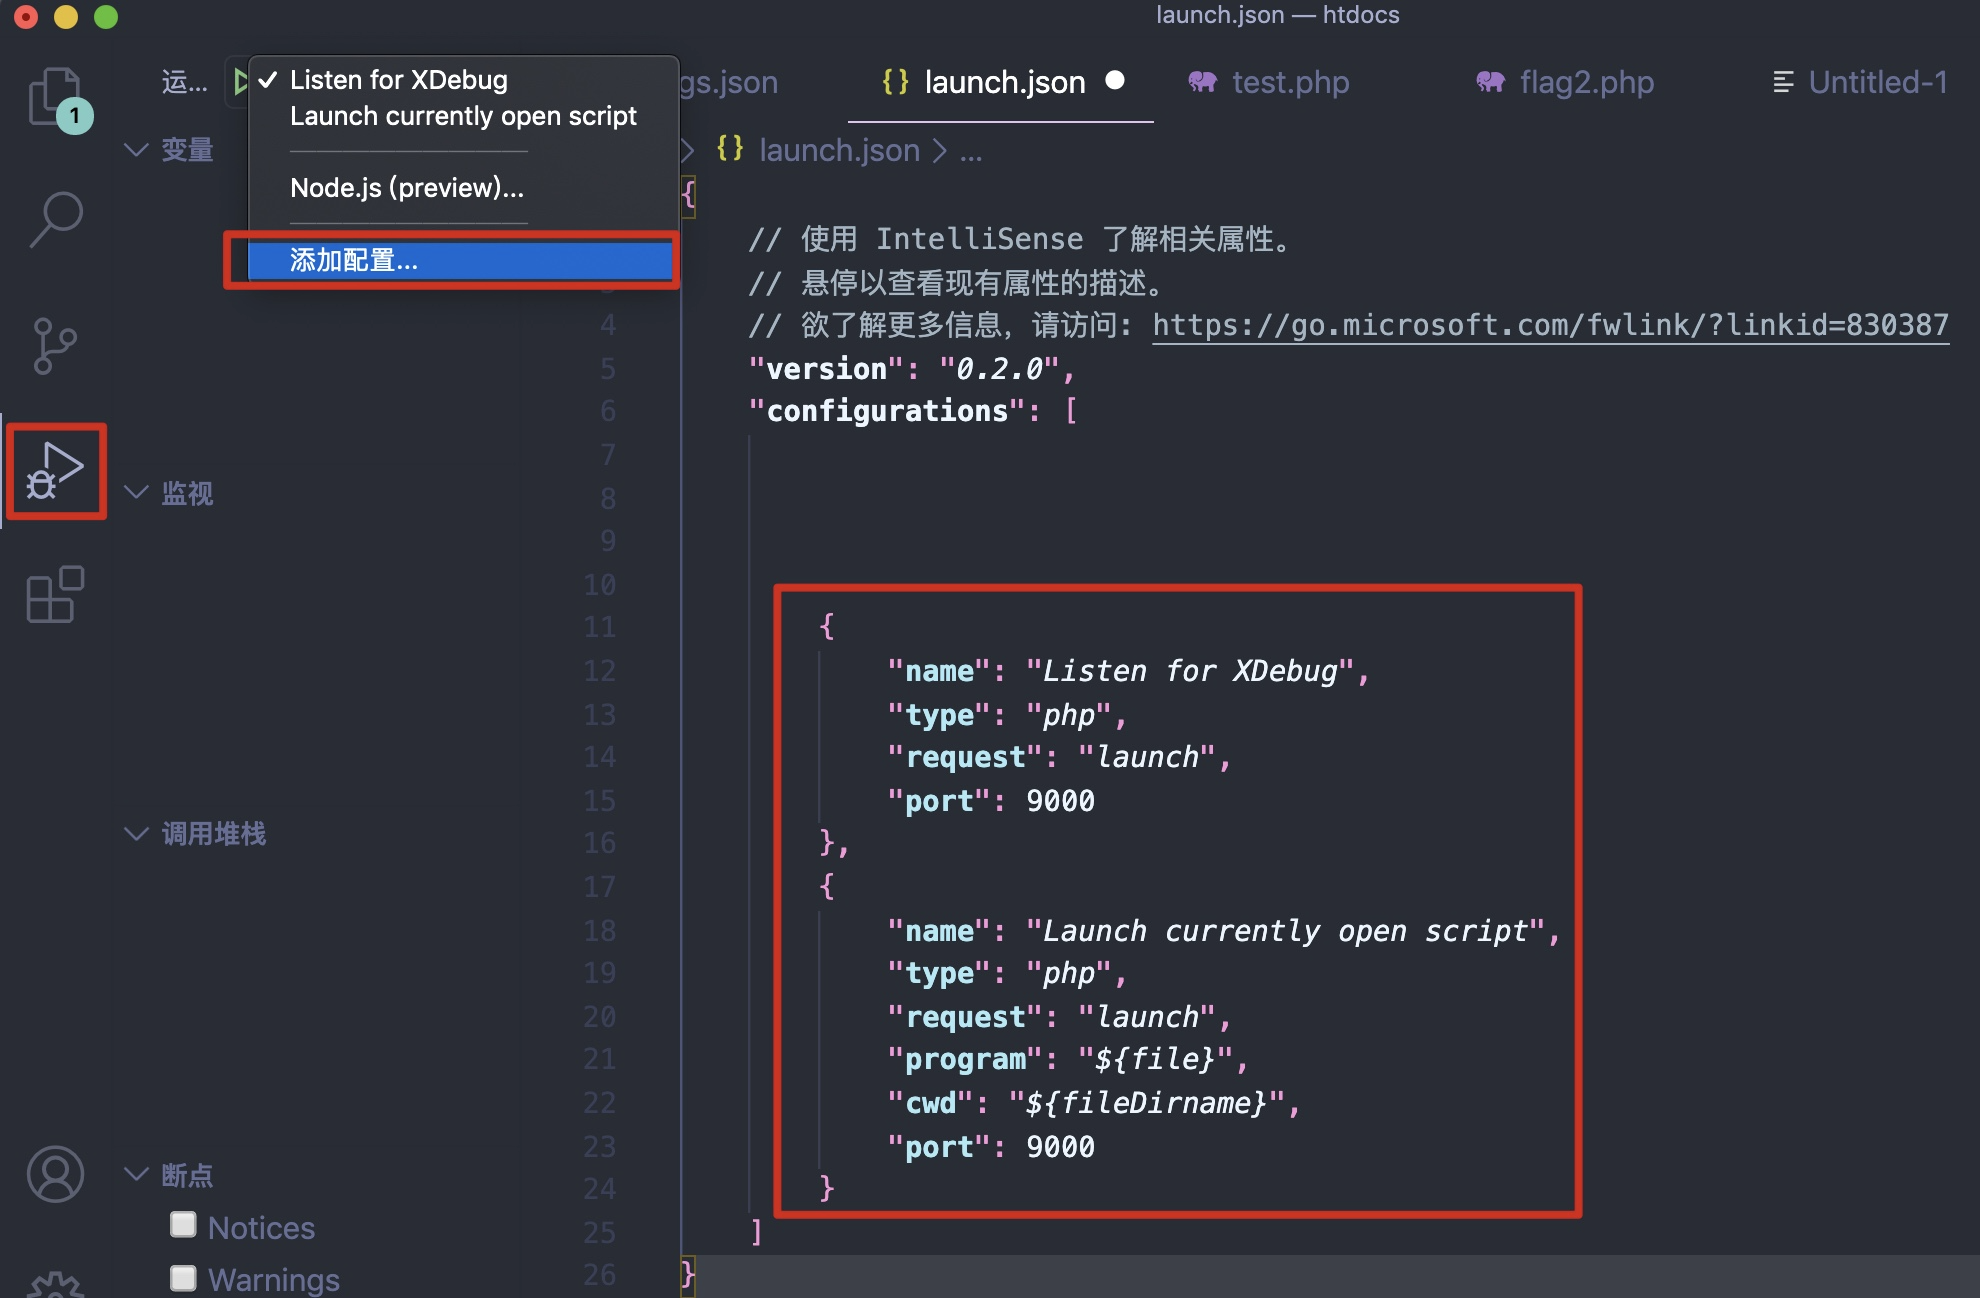 launch.json — htdocs
运...
Listen for XDebug
Launch currently open script
Node.js (preview)...
添加配置...
gs.json
launch.json
test.php
flag2.php
Untitled-1
1
变量
监视
调用堆栈
断点
Notices
Warnings
launch.json > ...
{
// 使用 IntelliSense 了解相关属性。
// 悬停以查看现有属性的描述。
4 // 欲了解更多信息，请访问: https://go.microsoft.com/fwlink/?linkid=830387
5 "version": "0.2.0",
6 "configurations": [
7
8
9
10
11 {
12 "name": "Listen for XDebug",
13 "type": "php",
14 "request": "launch",
15 "port": 9000
16 },
17 {
18 "name": "Launch currently open script",
19 "type": "php",
20 "request": "launch",
21 "program": "${file}",
22 "cwd": "${fileDirname}",
23 "port": 9000
24 }
25 ]
26 }